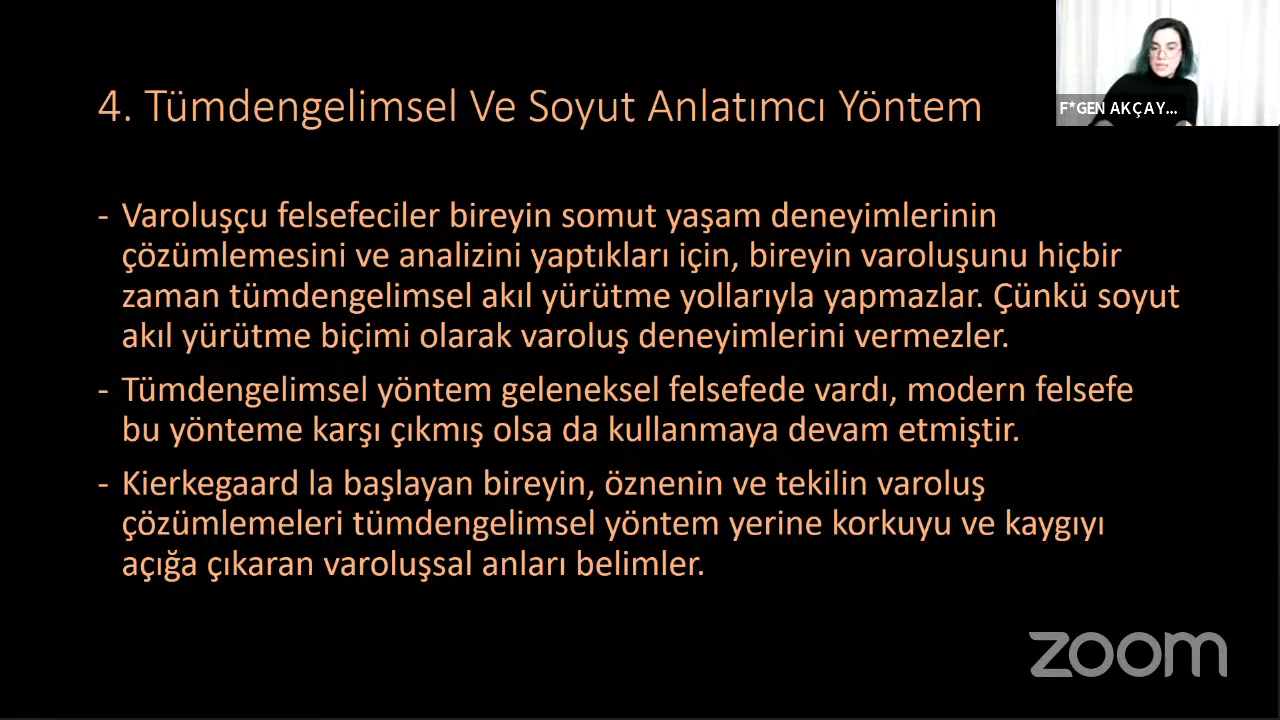 4. Tümdengelimsel Ve Soyut Anlatımcı Yöntem
F*GEN AKÇAY...
- Varoluşçu felsefeciler bireyin somut yaşam deneyimlerinin
çözümlemesini ve analizini yaptıkları için, bireyin varoluşunu hiçbir
zaman tümdengelimsel akıl yürütme yollarıyla yapmazlar. Çünkü soyut
akıl yürütme biçimi olarak varoluş deneyimlerini vermezler.
- Tümdengelimsel yöntem geleneksel felsefede vardı, modern felsefe
bu yönteme karşı çıkmış olsa da kullanmaya devam etmiştir.
- Kierkegaard la başlayan bireyin, öznenin ve tekilin varoluş
çözümlemeleri tümdengelimsel yöntem yerine korkuyu ve kaygıyı
açığa çıkaran varoluşsal anları belimler.
zoom